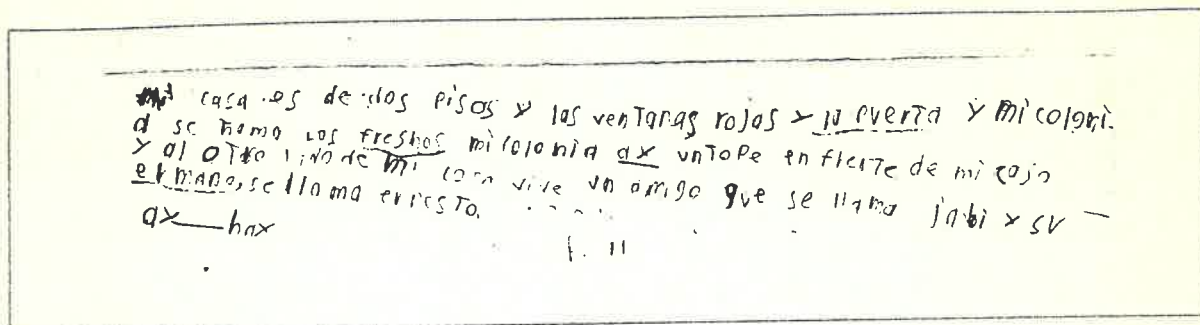 mi casa es de dos pisos y las ventanas rojas y la puerta y mi coloni.
a se llama los freshos mi colonia ax un tope en frente de mi caja
y al otro lado de mi casa vive un amigo que se llama jabi y su
ermano, se llama ernesto.
ax hax